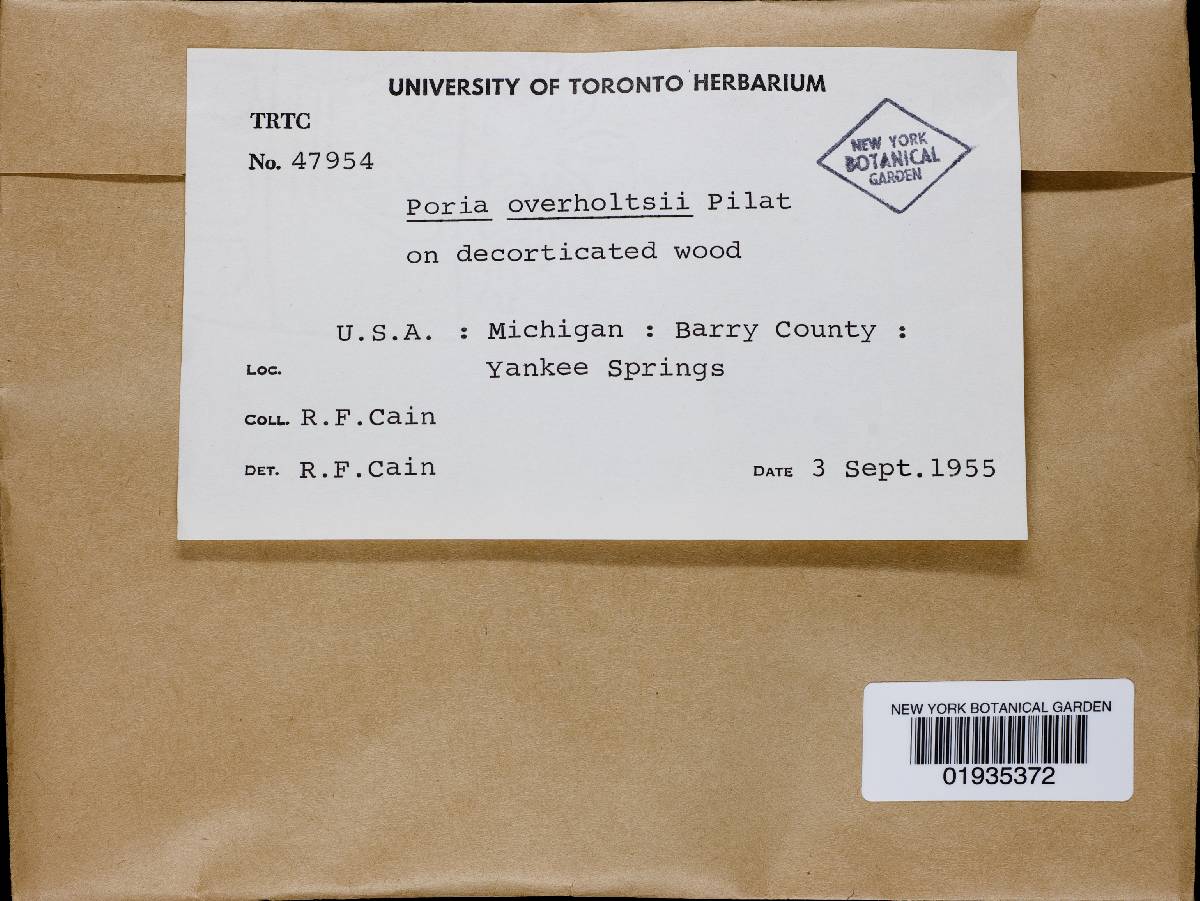 UNIVERSITY OF TORONTO HERBARIUM
TRTC
No. 47954
NEW YORK
BOTANICAL
GARDEN
Poria overholtsii Pilat
on decorticated wood
U.S.A. : Michigan : Barry County :
LOC. Yankee Springs
COLL. R.F.Cain
DET. R.F.Cain DATE 3 Sept.1955
NEW YORK BOTANICAL GARDEN
01935372